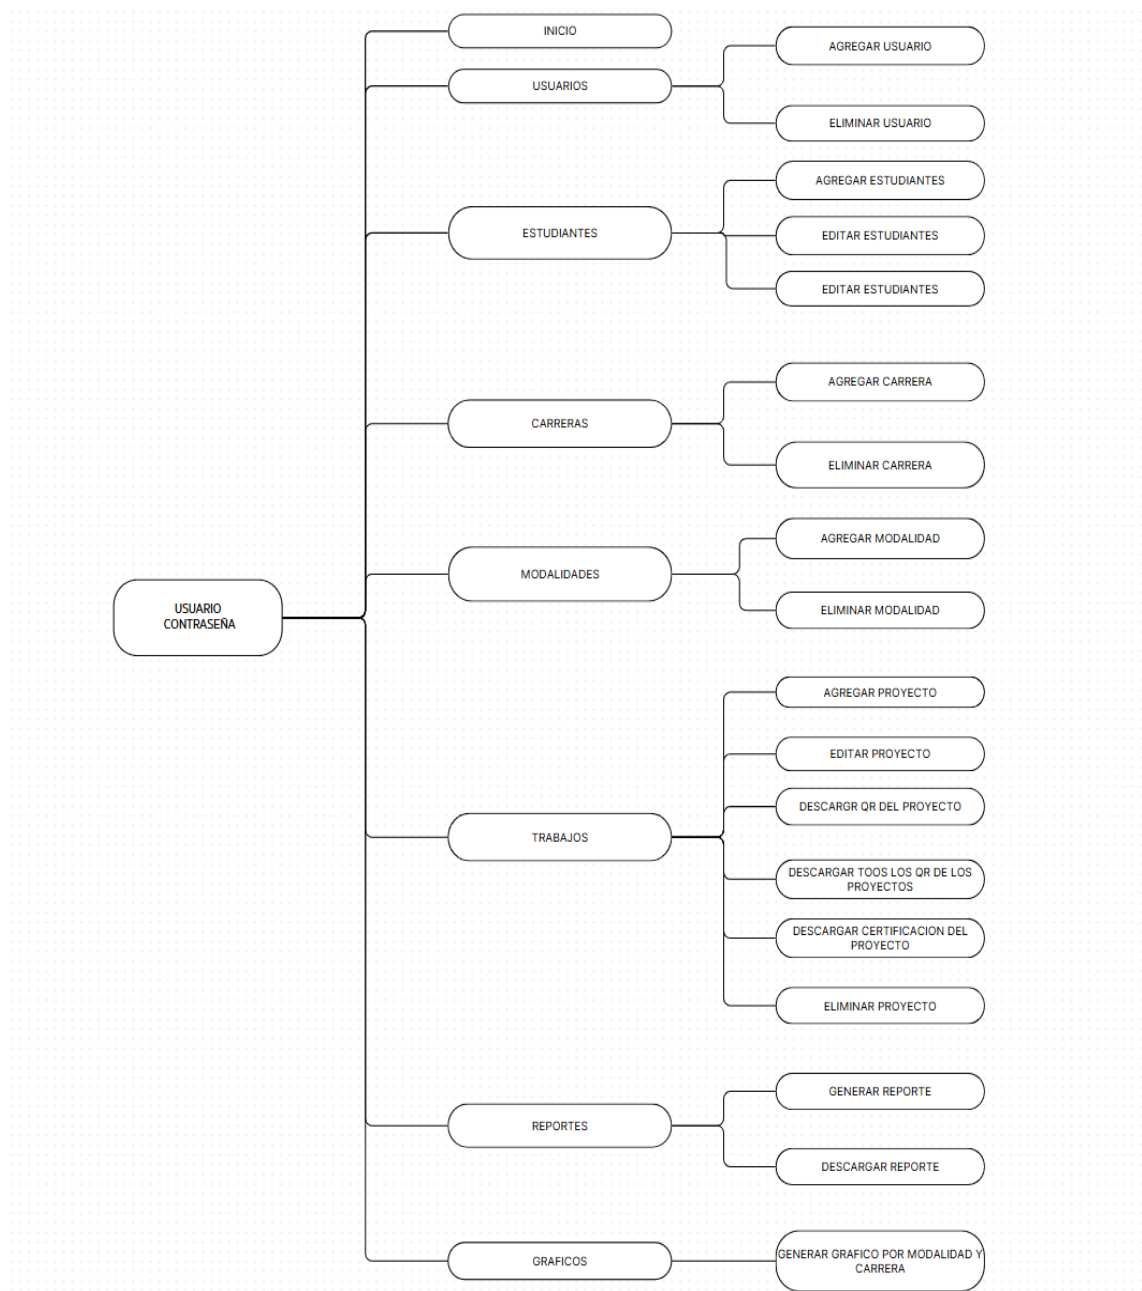 INICIO
AGREGAR USUARIO
USUARIOS
ELIMINAR USUARIO
AGREGAR ESTUDIANTES
ESTUDIANTES
EDITAR ESTUDIANTES
EDITAR ESTUDIANTES
AGREGAR CARRERA
CARRERAS
ELIMINAR CARRERA
AGREGAR MODALIDAD
MODALIDADES
ELIMINAR MODALIDAD
USUARIO
CONTRASEÑA
AGREGAR PROYECTO
EDITAR PROYECTO
DESCARGR QR DEL PROYECTO
TRABAJOS
DESCARGAR TOOS LOS QR DE LOS
PROYECTOS
DESCARGAR CERTIFICACION DEL
PROYECTO
ELIMINAR PROYECTO
GENERAR REPORTE
REPORTES
DESCARGAR REPORTE
GRAFICOS
GENERAR GRAFICO POR MODALIDAD Y
CARRERA